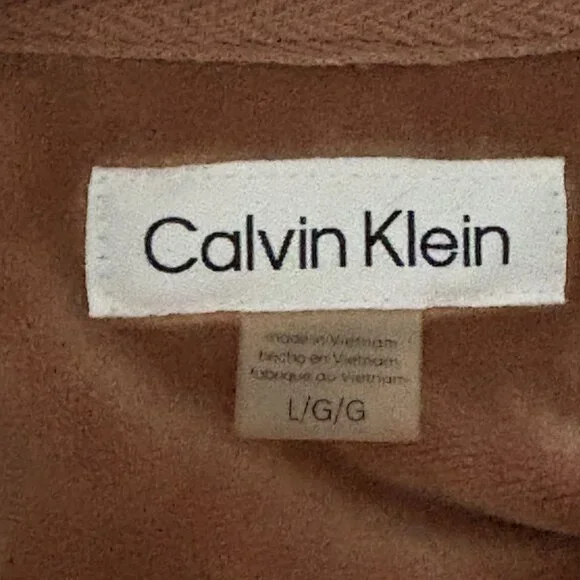 Calvin Klein
made in Vietnam
hecho en Vietnam
fabriqué au Vietnam
L/G/G